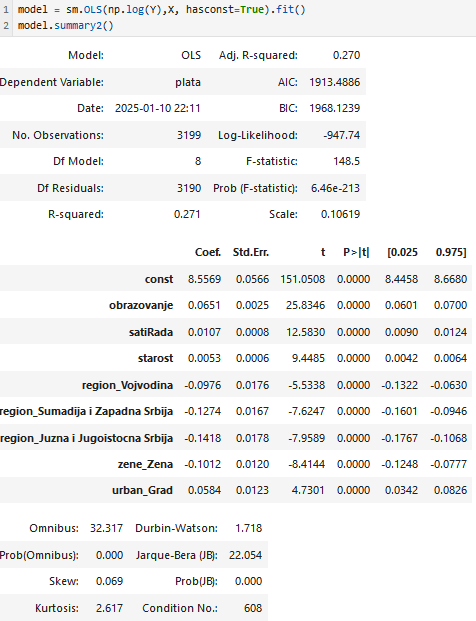 1 model = sm.OLS(np.log(Y),X, hasconst=True).fit()
2 model.summary2()
Model: OLS Adj. R-squared: 0.270
Dependent Variable: plata AIC: 1913.4886
Date: 2025-01-10 22:11 BIC: 1968.1239
No. Observations: 3199 Log-Likelihood: -947.74
Df Model: 8 F-statistic: 148.5
Df Residuals: 3190 Prob (F-statistic): 6.46e-213
R-squared: 0.271 Scale: 0.10619
Coef. Std.Err. t P>|t| [0.025 0.975]
const 8.5569 0.0566 151.0508 0.0000 8.4458 8.6680
obrazovanje 0.0651 0.0025 25.8346 0.0000 0.0601 0.0700
satiRada 0.0107 0.0008 12.5830 0.0000 0.0090 0.0124
starost 0.0053 0.0006 9.4485 0.0000 0.0042 0.0064
region_Vojvodina -0.0976 0.0176 -5.5338 0.0000 -0.1322 -0.0630
region_Sumadija i Zapadna Srbija -0.1274 0.0167 -7.6247 0.0000 -0.1601 -0.0946
region_Juzna i Jugoistocna Srbija -0.1418 0.0178 -7.9589 0.0000 -0.1767 -0.1068
zene_Zena -0.1012 0.0120 -8.4144 0.0000 -0.1248 -0.0777
urban_Grad 0.0584 0.0123 4.7301 0.0000 0.0342 0.0826
Omnibus: 32.317 Durbin-Watson: 1.718
Prob(Omnibus): 0.000 Jarque-Bera (JB): 22.054
Skew: 0.069 Prob(JB): 0.000
Kurtosis: 2.617 Condition No.: 608